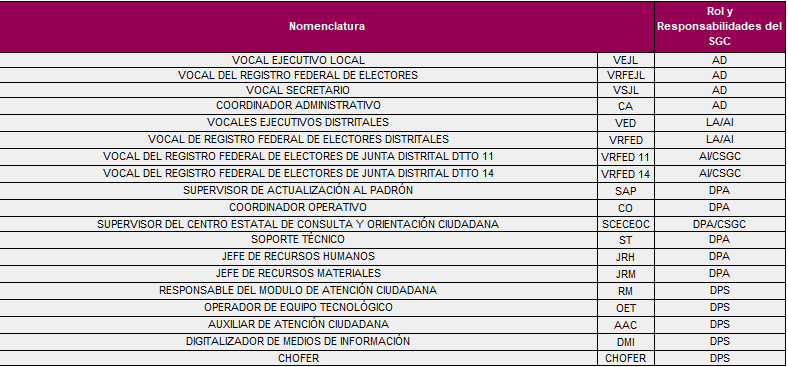 Nomenclatura
Rol y
Responsabilidades del
SGC
VOCAL EJECUTIVO LOCAL VEJL AD
VOCAL DEL REGISTRO FEDERAL DE ELECTORES VRFEJL AD
VOCAL SECRETARIO VSJL AD
COORDINADOR ADMINISTRATIVO CA AD
VOCALES EJECUTIVOS DISTRITALES VED LA/AI
VOCAL DE REGISTRO FEDERAL DE ELECTORES DISTRITALES VRFED LA/AI
VOCAL DEL REGISTRO FEDERAL DE ELECTORES DE JUNTA DISTRITAL DTTO 11 VRFED 11 AI/CSGC
VOCAL DEL REGISTRO FEDERAL DE ELECTORES DE JUNTA DISTRITAL DTTO 14 VRFED 14 AI/CSGC
SUPERVISOR DE ACTUALIZACIÓN AL PADRÓN SAP DPA
COORDINADOR OPERATIVO CO DPA
SUPERVISOR DEL CENTRO ESTATAL DE CONSULTA Y ORIENTACIÓN CIUDADANA SCECEOC DPA/CSGC
SOPORTE TÉCNICO ST DPA
JEFE DE RECURSOS HUMANOS JRH DPA
JEFE DE RECURSOS MATERIALES JRM DPA
RESPONSABLE DEL MODULO DE ATENCIÓN CIUDADANA RM DPS
OPERADOR DE EQUIPO TECNOLÓGICO OET DPS
AUXILIAR DE ATENCIÓN CIUDADANA AAC DPS
DIGITALIZADOR DE MEDIOS DE INFORMACIÓN DMI DPS
CHOFER CHOFER DPS